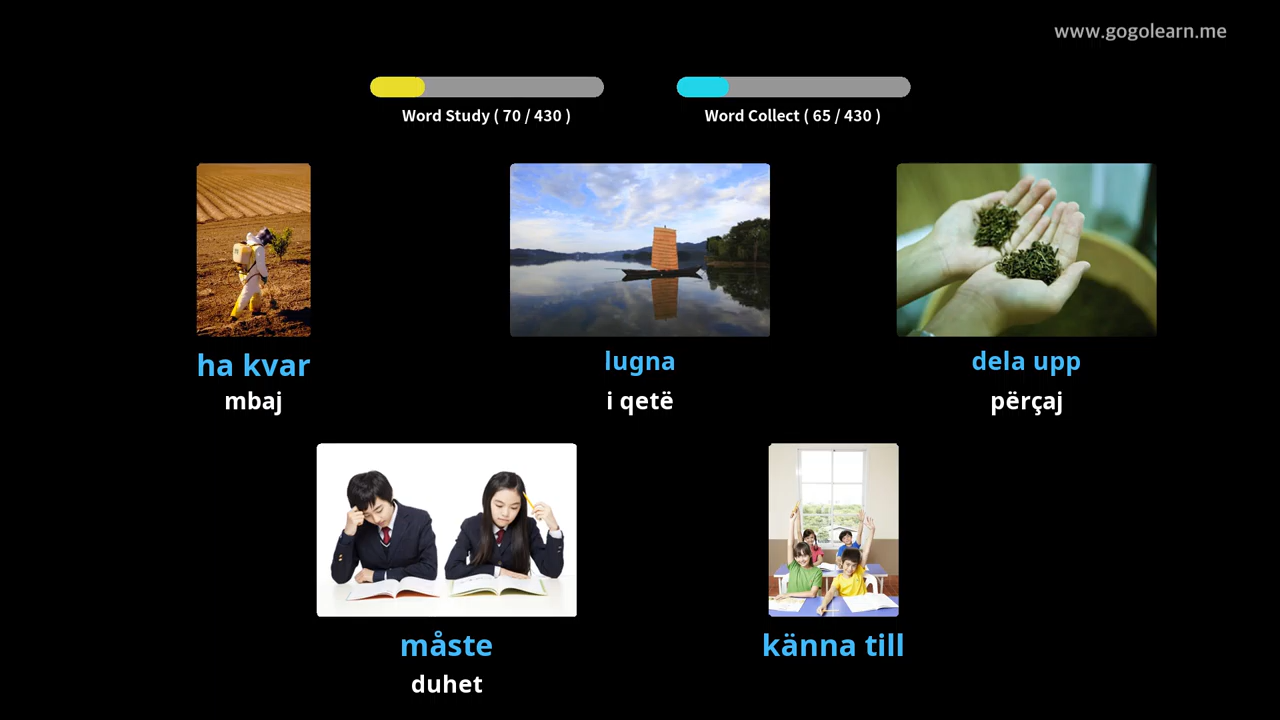 www.gogolearn.me
Word Study ( 70 / 430 )
Word Collect ( 65 / 430 )
ha kvar
mbaj
lugna
i qetë
dela upp
përçaj
måste
duhet
känna till